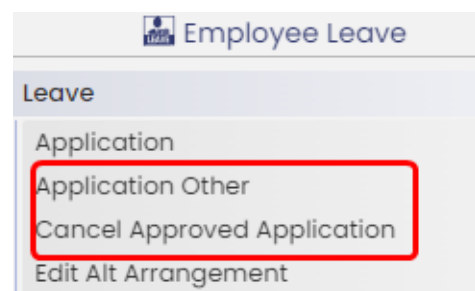 Employee Leave
Leave
Application
Application Other
Cancel Approved Application
Edit Alt Arrangement